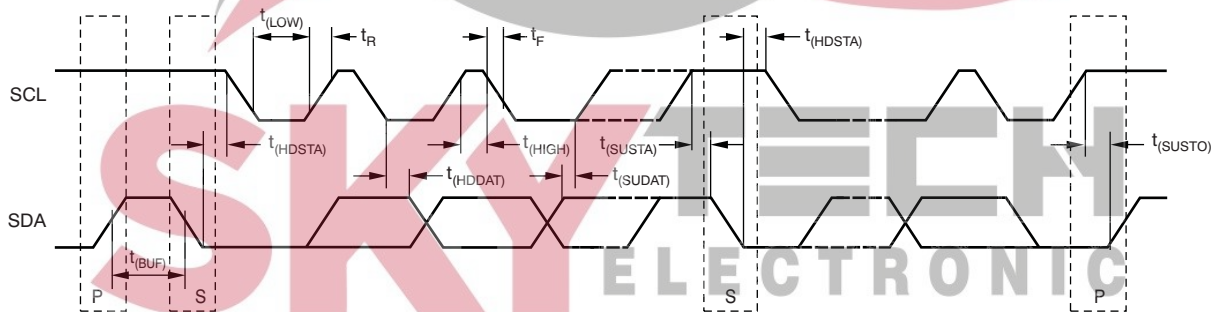 t(LOW)
tR
tF
t(HDSTA)
SCL
t(HDSTA)
t(HIGH)
t(SUSTA)
t(SUSTO)
t(HDDAT)
t(SUDAT)
SDA
t(BUF)
P
S
S
P
SKY
TECH
ELECTRONIC